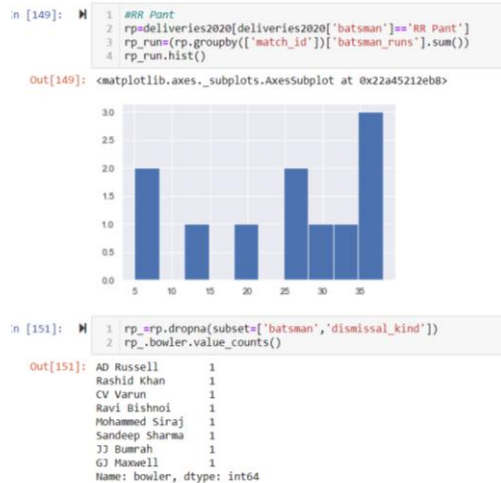 In [149]:
1 #RR Pant
2 rp=deliveries2020[deliveries2020['batsman']=='RR Pant']
3 rp_run=(rp.groupby(['match_id'])['batsman_runs'].sum())
4 rp_run.hist()
Out[149]: <matplotlib.axes._subplots.AxesSubplot at 0x22a45212eb8>
3.0
2.5
2.0
1.5
1.0
0.5
0.0
5 10 15 20 25 30 35
In [151]:
1 rp_=rp.dropna(subset=['batsman','dismissal_kind'])
2 rp_.bowler.value_counts()
Out[151]: AD Russell 1
Rashid Khan 1
CV Varun 1
Ravi Bishnoi 1
Mohammed Siraj 1
Sandeep Sharma 1
JJ Bumrah 1
GJ Maxwell 1
Name: bowler, dtype: int64